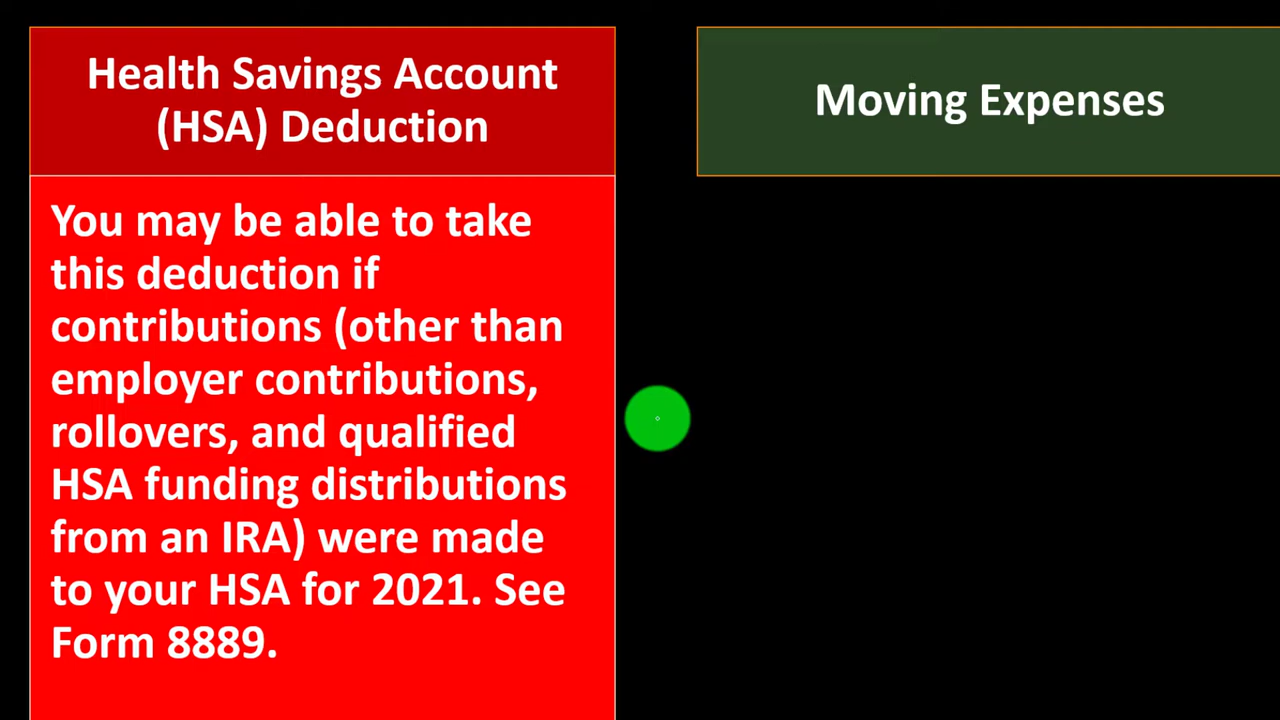 Health Savings Account
(HSA) Deduction
You may be able to take
this deduction if
contributions (other than
employer contributions,
rollovers, and qualified
HSA funding distributions
from an IRA) were made
to your HSA for 2021. See
Form 8889.
Moving Expenses